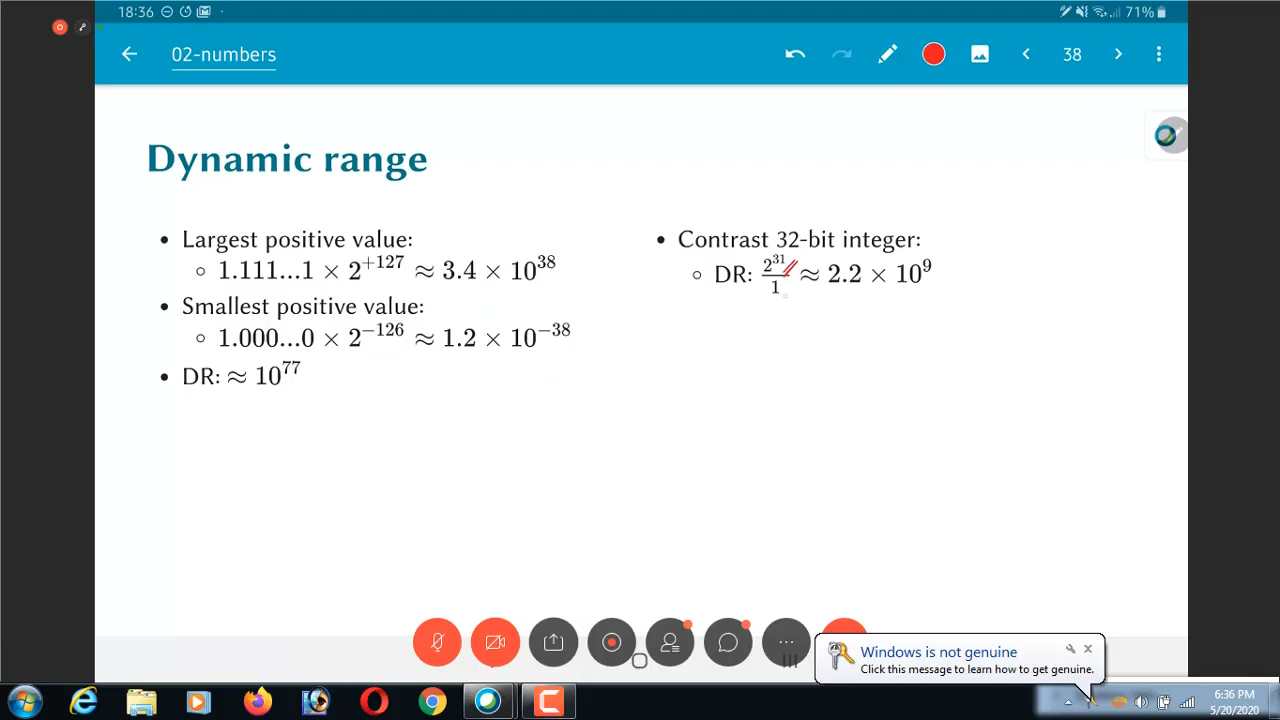 18:36 71%
02-numbers 38
Dynamic range
• Largest positive value:
○ 1.111...1 × 2^{+127} ≈ 3.4 × 10^{38}
• Smallest positive value:
○ 1.000...0 × 2^{−126} ≈ 1.2 × 10^{−38}
• DR: ≈ 10^{77}
• Contrast 32-bit integer:
○ DR: 2^{31}/1 ≈ 2.2 × 10^9
Windows is not genuine
Click this message to learn how to get genuine.
6:36 PM
5/20/2020